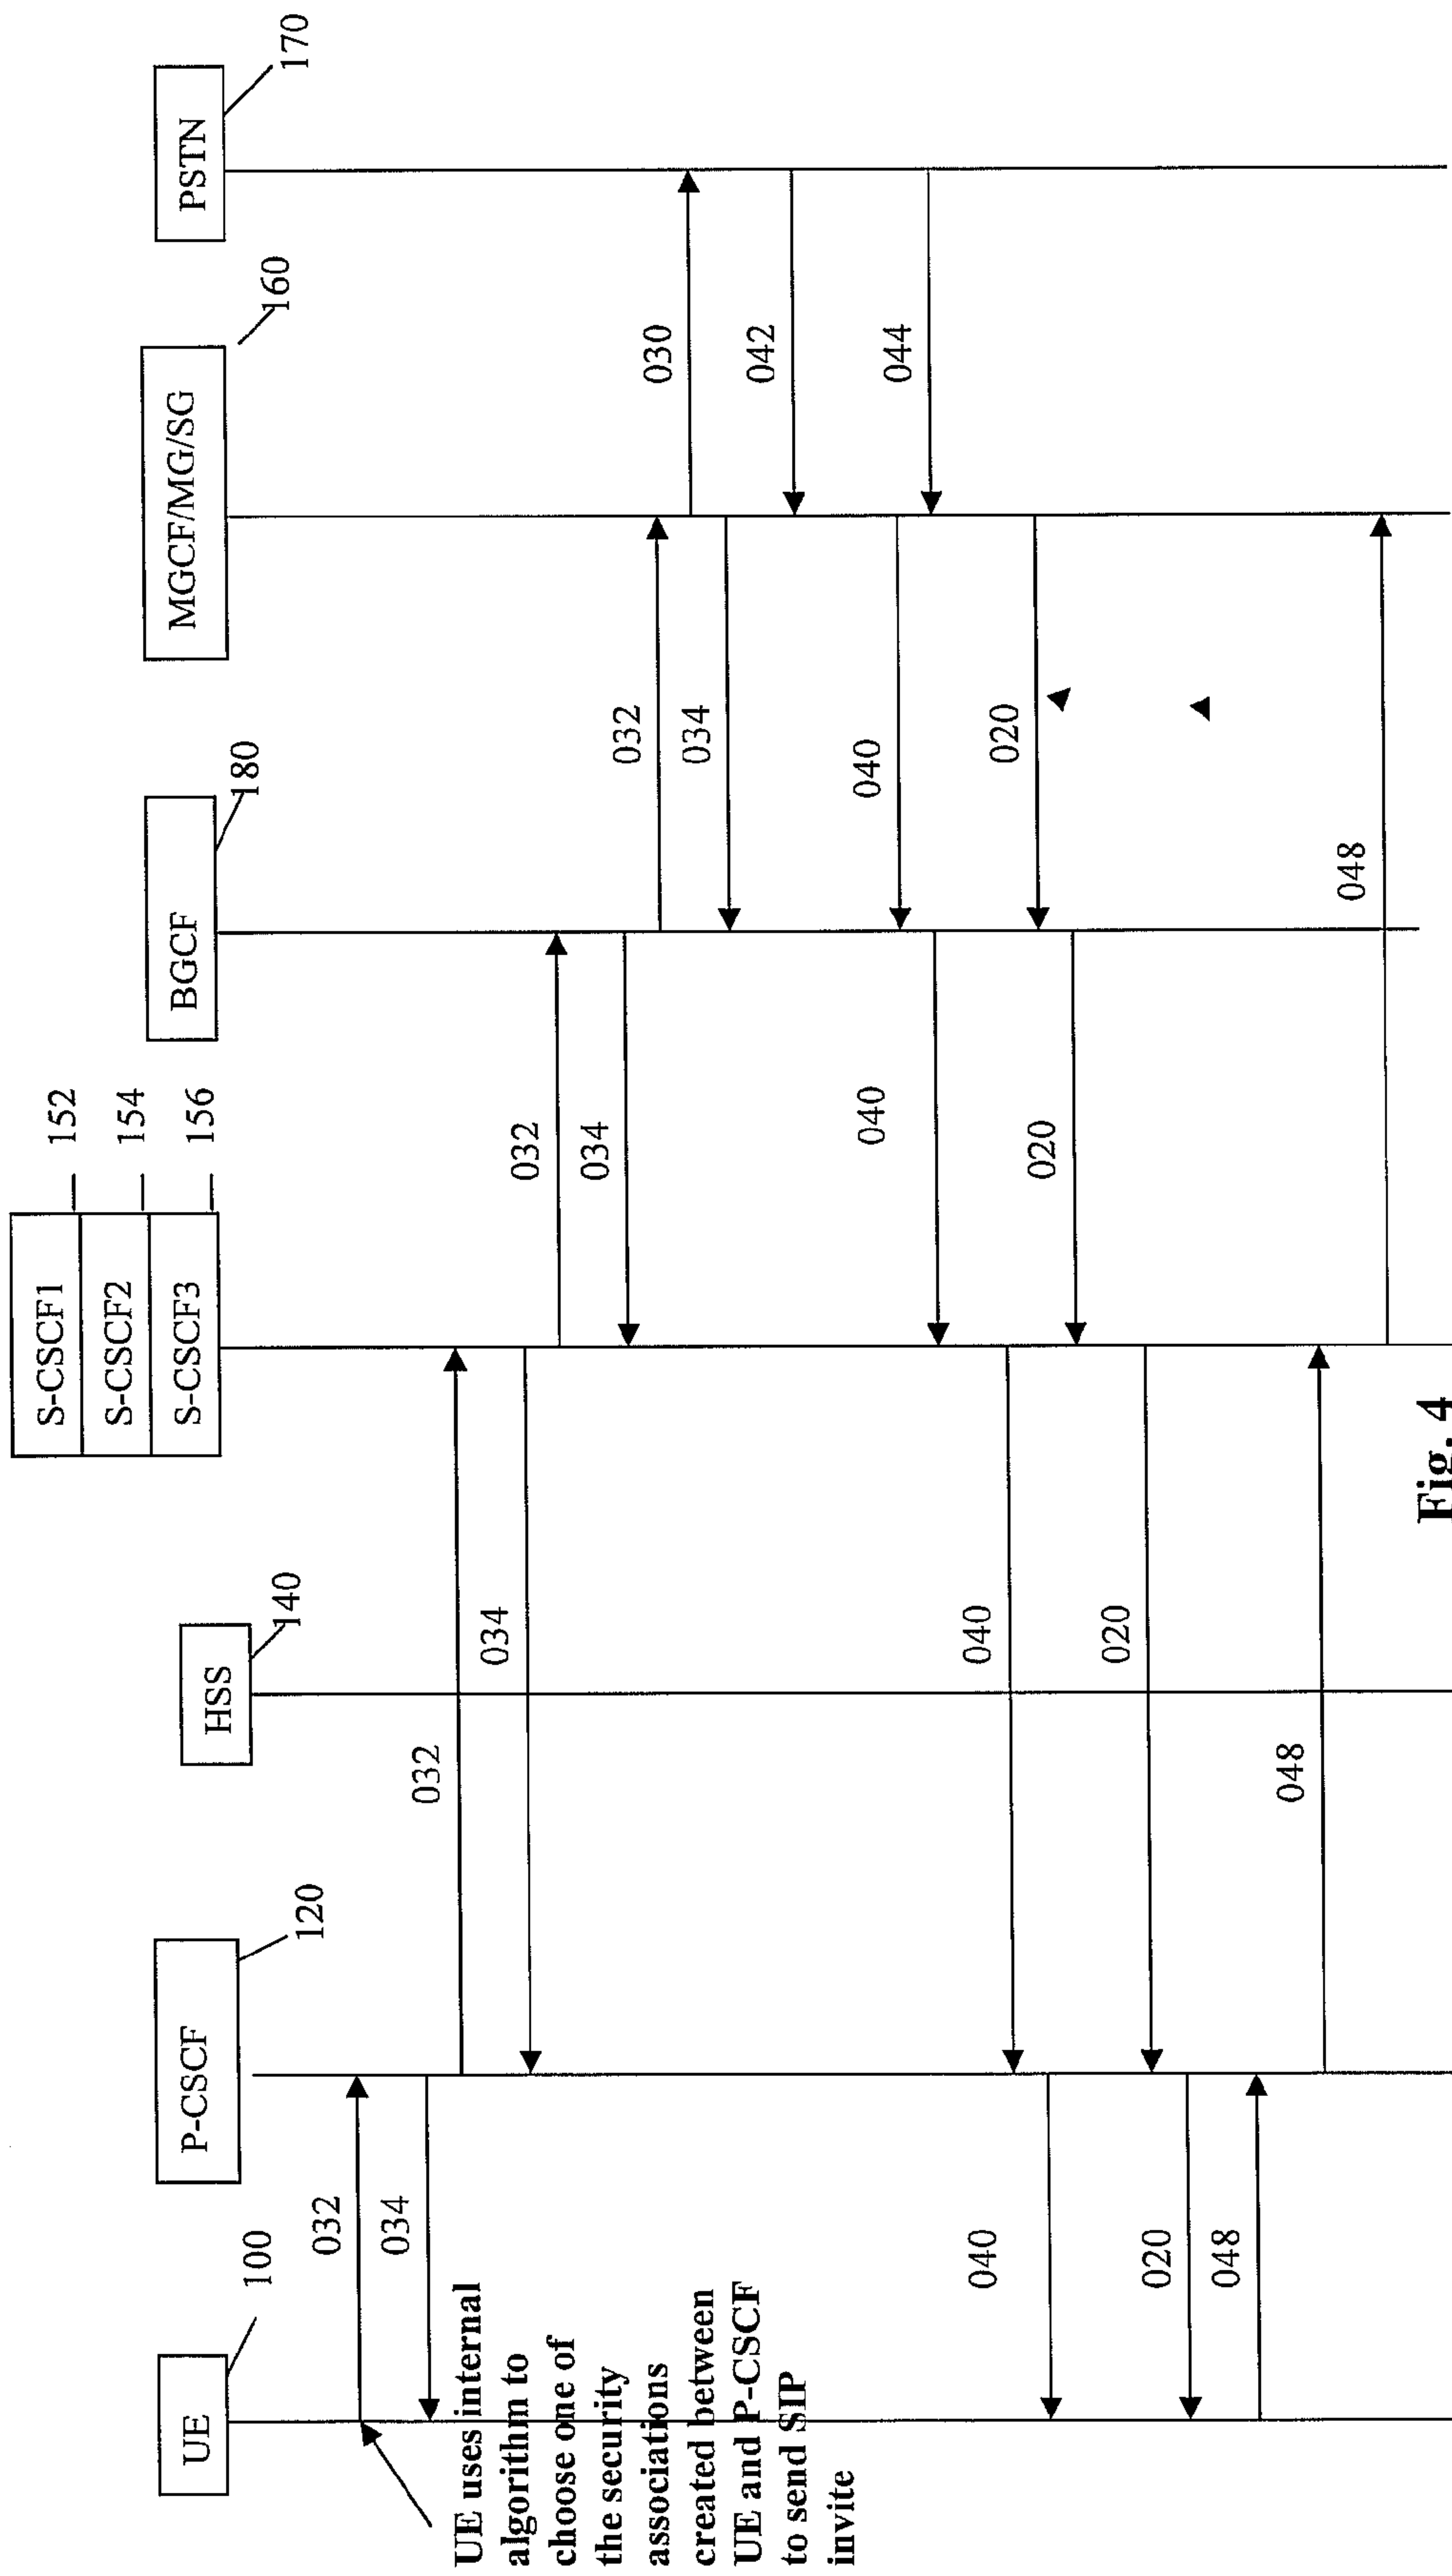 UE
100
P-CSCF
120
HSS
140
S-CSCF1
152
S-CSCF2
154
S-CSCF3
156
BGCF
180
MGCF/MG/SG
160
PSTN
170
032
034
032
034
032
034
032
034
030
042
044
040
040
040
040
020
020
020
020
048
048
048
UE uses internal
algorithm to
choose one of
the security
associations
created between
UE and P-CSCF
to send SIP
invite
Fig. 4